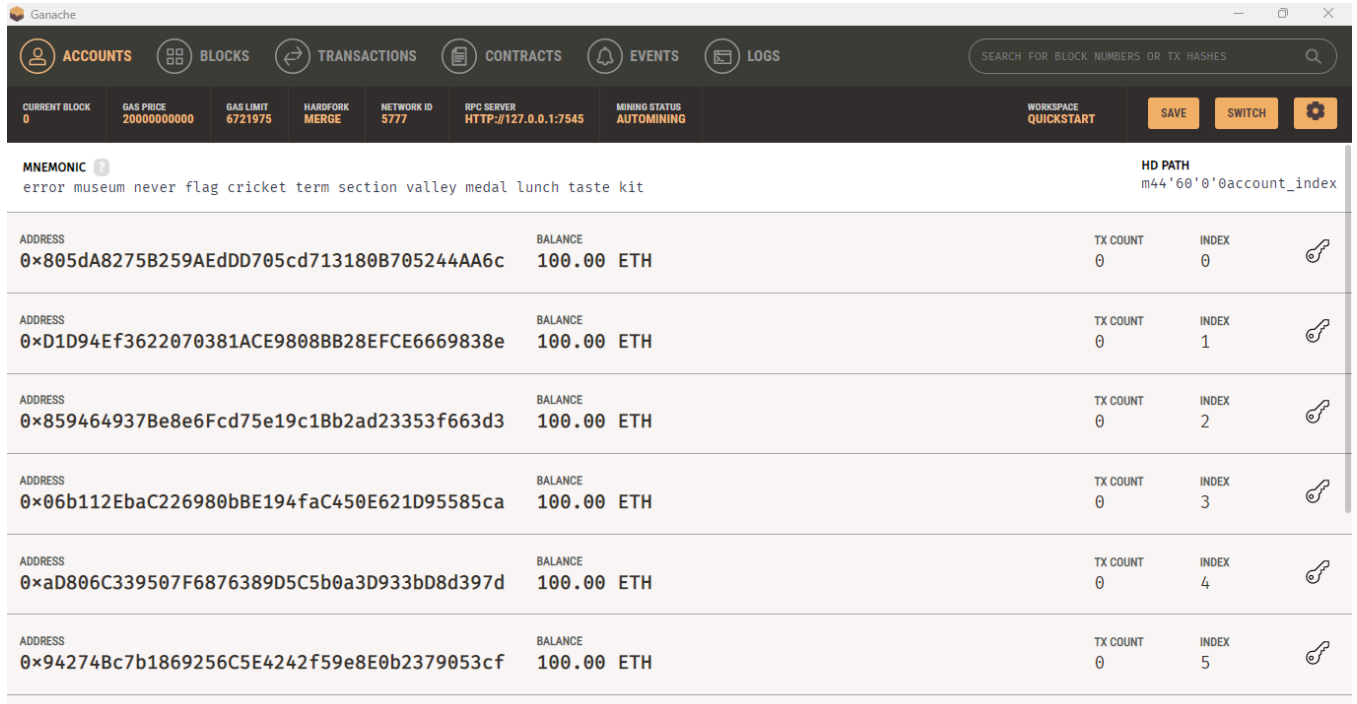 Ganache
ACCOUNTS BLOCKS TRANSACTIONS CONTRACTS EVENTS LOGS SEARCH FOR BLOCK NUMBERS OR TX HASHES
CURRENT BLOCK GAS PRICE GAS LIMIT HARDFORK NETWORK ID RPC SERVER MINING STATUS WORKSPACE
0 20000000000 6721975 MERGE 5777 HTTP://127.0.0.1:7545 AUTOMINING QUICKSTART SAVE SWITCH
MNEMONIC ? HD PATH
error museum never flag cricket term section valley medal lunch taste kit m44'60'0'0account_index
ADDRESS BALANCE TX COUNT INDEX
0×805dA8275B259AEdDD705cd713180B705244AA6c 100.00 ETH 0 0
ADDRESS BALANCE TX COUNT INDEX
0×D1D94Ef3622070381ACE9808BB28EFCE6669838e 100.00 ETH 0 1
ADDRESS BALANCE TX COUNT INDEX
0×859464937Be8e6Fcd75e19c1Bb2ad23353f663d3 100.00 ETH 0 2
ADDRESS BALANCE TX COUNT INDEX
0×06b112EbaC226980bBE194faC450E621D95585ca 100.00 ETH 0 3
ADDRESS BALANCE TX COUNT INDEX
0×aD806C339507F6876389D5C5b0a3D933bD8d397d 100.00 ETH 0 4
ADDRESS BALANCE TX COUNT INDEX
0×94274Bc7b1869256C5E4242f59e8E0b2379053cf 100.00 ETH 0 5